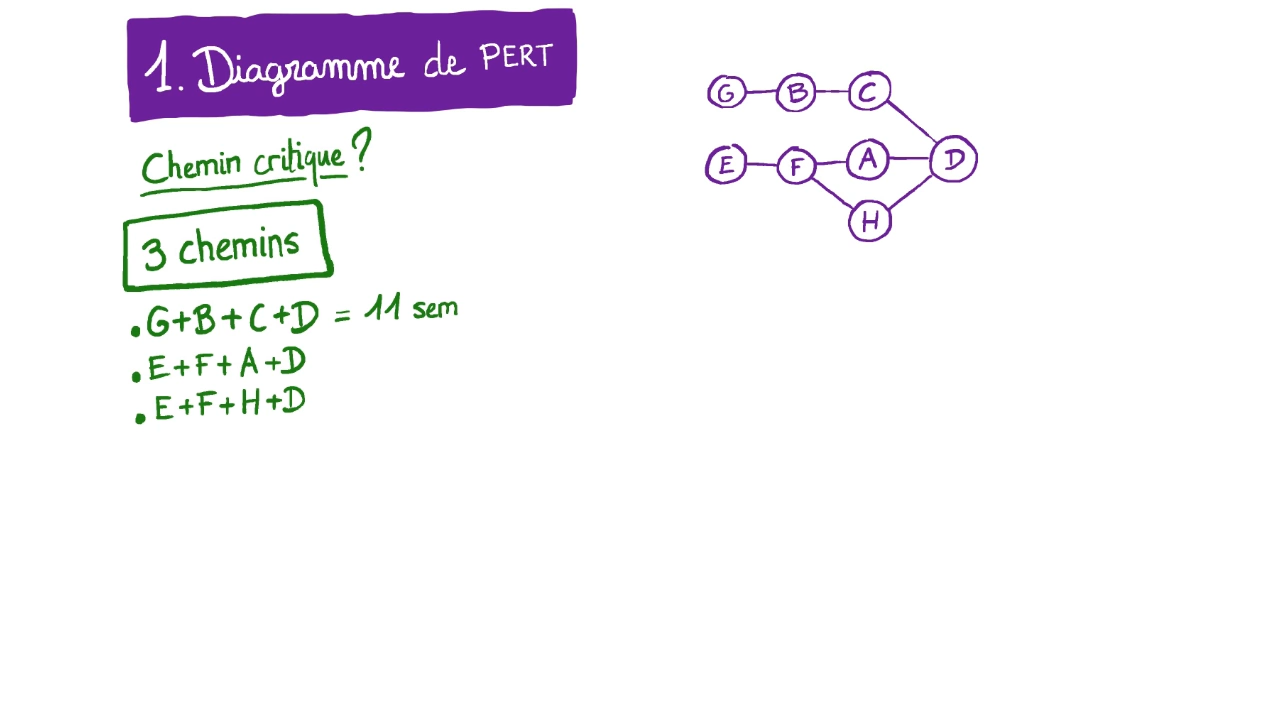 1. Diagramme de PERT
Chemin critique ?
3 chemins
• G+B+C+D = 11 sem
• E+F+A+D
• E+F+H+D
G B C
E F A D
H